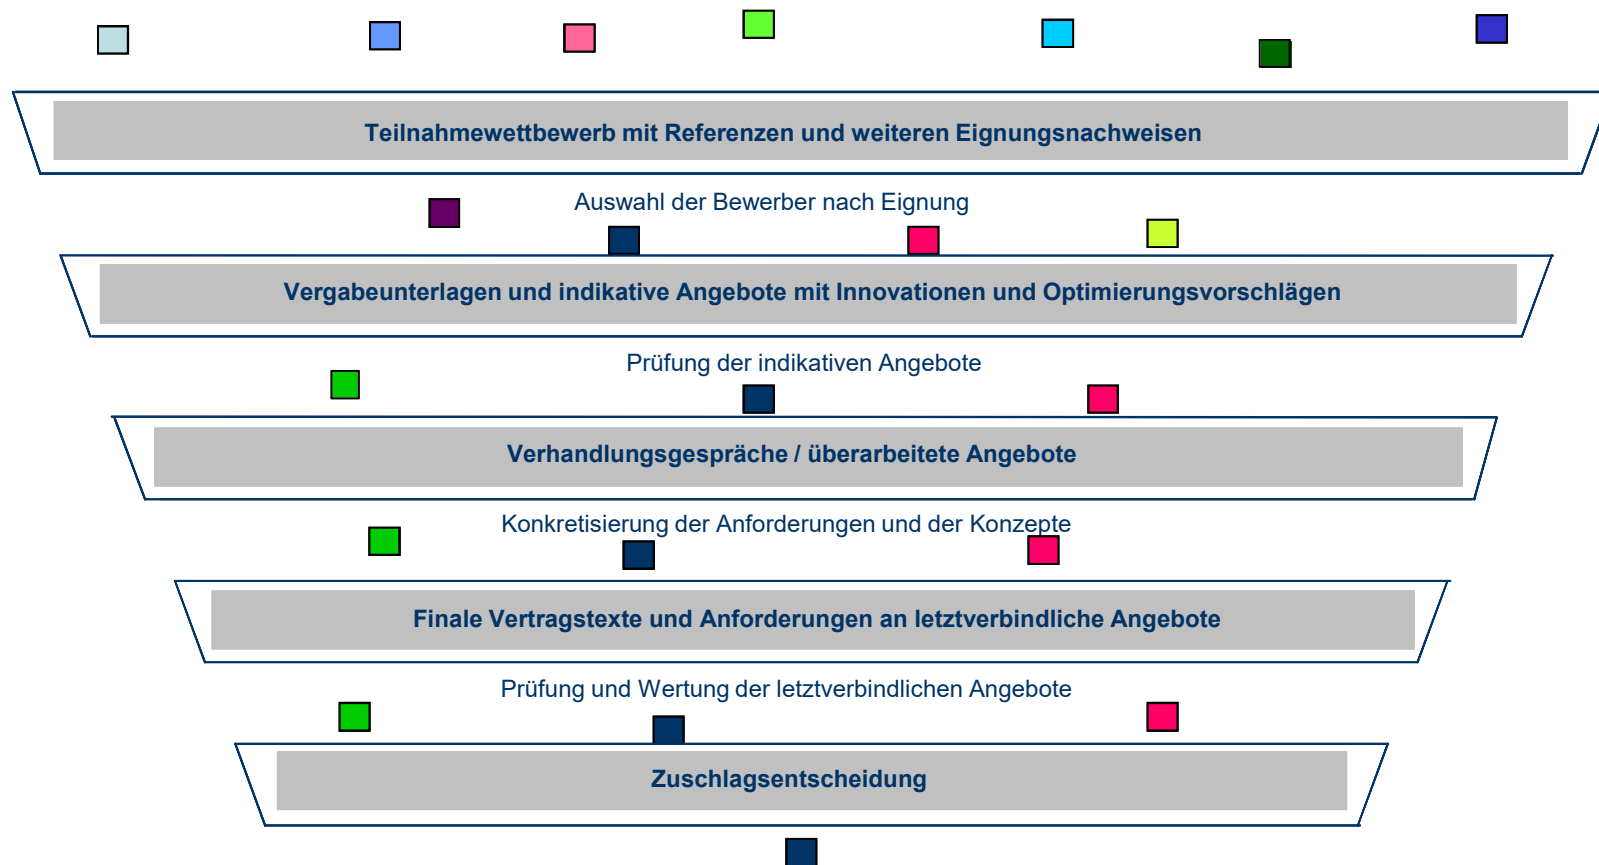 Teilnahmewettbewerb mit Referenzen und weiteren Eignungsnachweisen
Auswahl der Bewerber nach Eignung
Vergabeunterlagen und indikative Angebote mit Innovationen und Optimierungsvorschlägen
Prüfung der indikativen Angebote
Verhandlungsgespräche / überarbeitete Angebote
Konkretisierung der Anforderungen und der Konzepte
Finale Vertragstexte und Anforderungen an letztverbindliche Angebote
Prüfung und Wertung der letztverbindlichen Angebote
Zuschlagsentscheidung